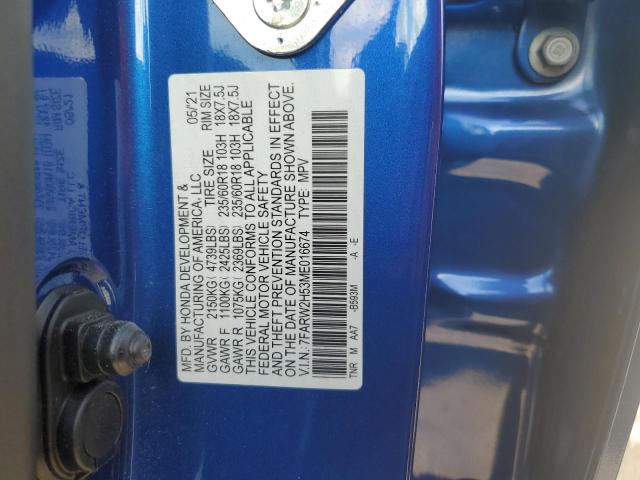 MFD. BY HONDA DEVELOPMENT & 05/21
MANUFACTURING OF AMERICA, LLC
TIRE SIZE RIM SIZE
GVWR 2150KG( 4739LBS)
GAWR F 1100KG( 2425LBS) 235/60R18 103H 18X7.5J
GAWR R 1075KG( 2369LBS) 235/60R18 103H 18X7.5J
THIS VEHICLE CONFORMS TO ALL APPLICABLE
FEDERAL MOTOR VEHICLE SAFETY
AND THEFT PREVENTION STANDARDS IN EFFECT
ON THE DATE OF MANUFACTURE SHOWN ABOVE.
V.I.N.: 7FARW2H53ME016674 TYPE: MPV
TNR M AA7 -B593M -A -E